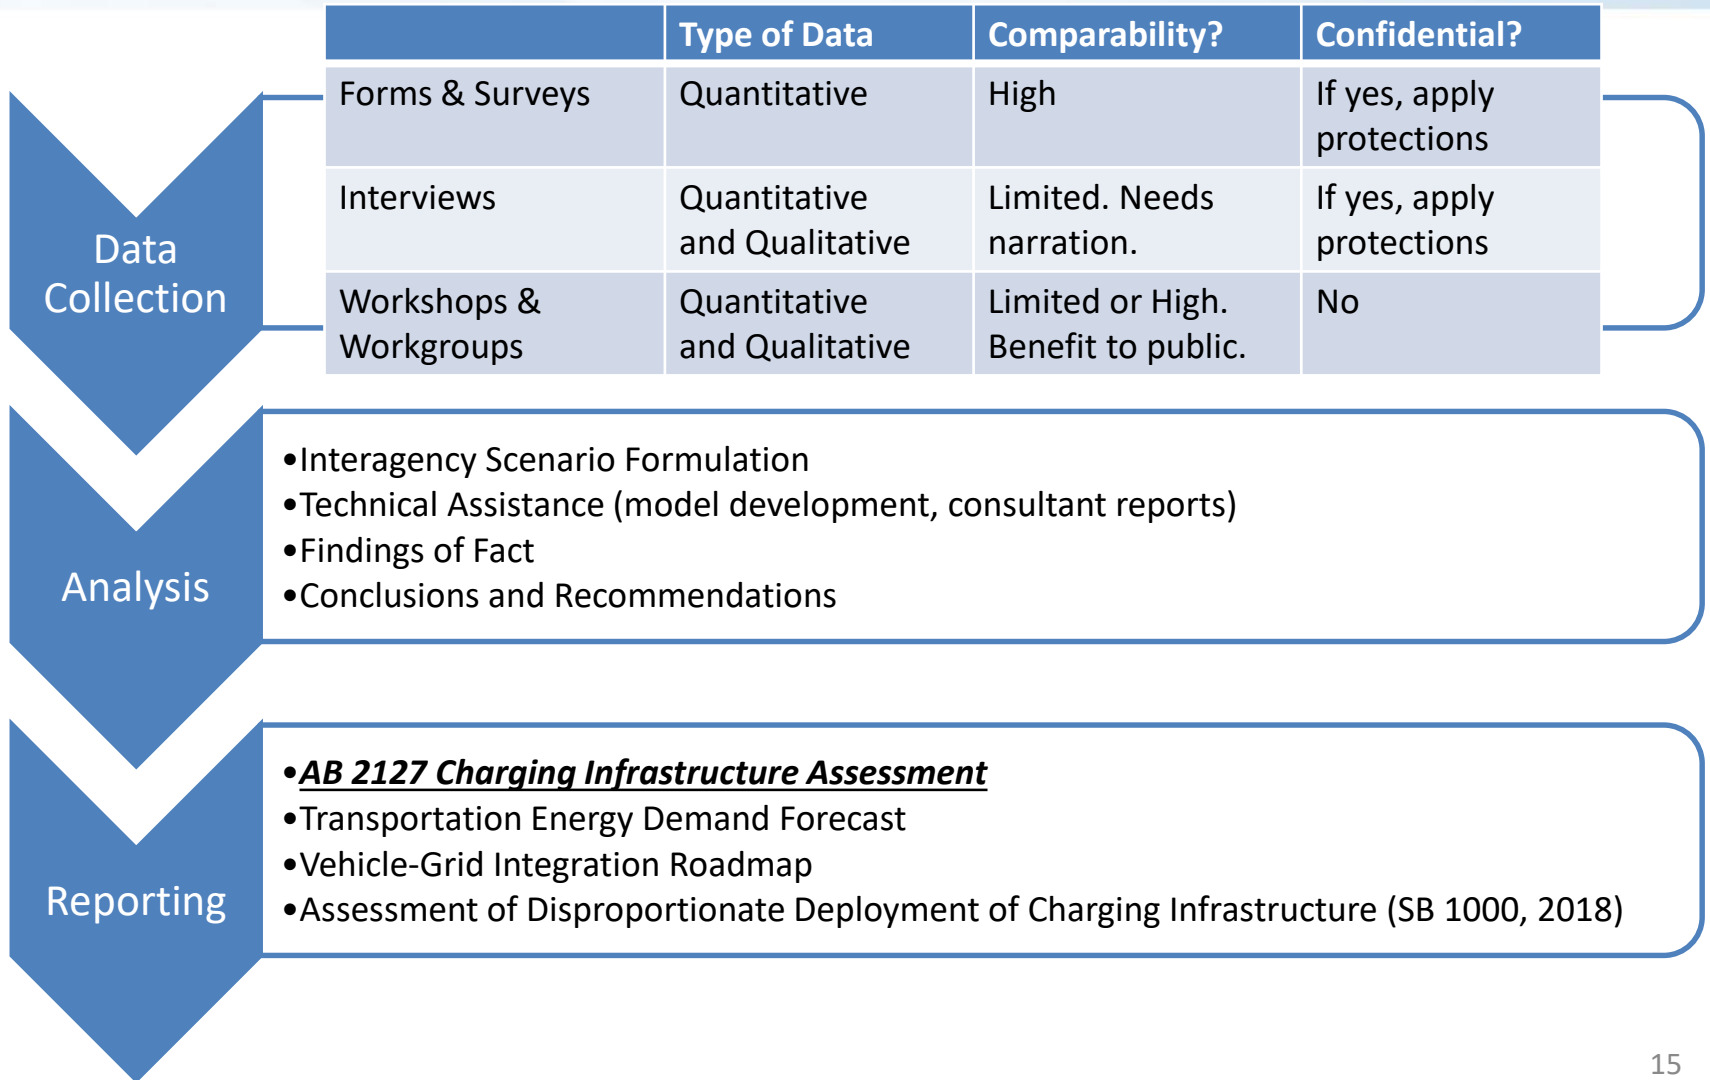 Type of Data Comparability? Confidential?
Forms & Surveys Quantitative High If yes, apply
protections
Interviews Quantitative Limited. Needs If yes, apply
and Qualitative narration. protections
Workshops & Quantitative Limited or High. No
Workgroups and Qualitative Benefit to public.
Data
Collection
•Interagency Scenario Formulation
•Technical Assistance (model development, consultant reports)
•Findings of Fact
•Conclusions and Recommendations
Analysis
•AB 2127 Charging Infrastructure Assessment
•Transportation Energy Demand Forecast
•Vehicle-Grid Integration Roadmap
•Assessment of Disproportionate Deployment of Charging Infrastructure (SB 1000, 2018)
Reporting
15